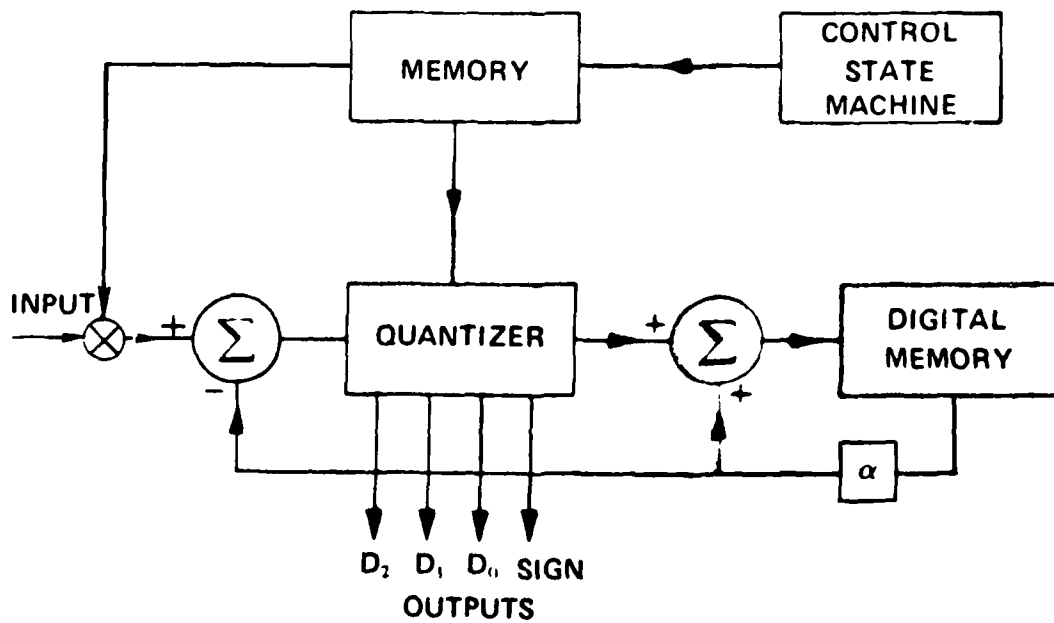 MEMORY
CONTROL
STATE
MACHINE
INPUT
+
Σ
−
QUANTIZER
+
Σ
+
DIGITAL
MEMORY
α
D₂ D₁ D₀ SIGN
OUTPUTS